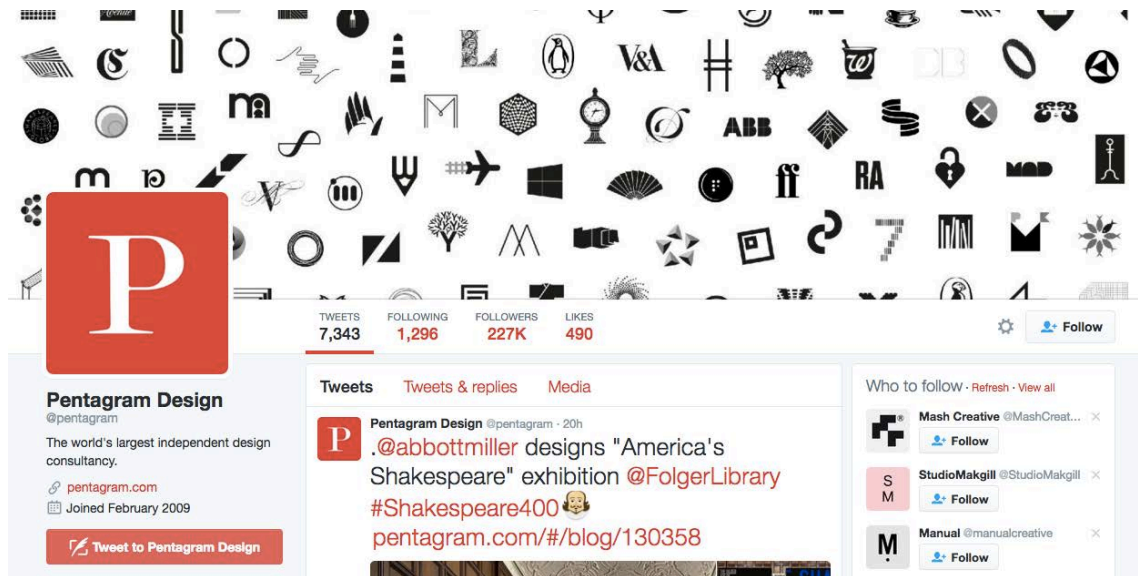 V&A
ABB
m
ff
RA
m
p
7
MAD
P
TWEETS FOLLOWING FOLLOWERS LIKES
7,343 1,296 227K 490
Follow
Pentagram Design
@pentagram
The world's largest independent design
consultancy.
pentagram.com
Joined February 2009
Tweet to Pentagram Design
Tweets Tweets & replies Media
P
Pentagram Design @pentagram · 20h
.@abbottmiller designs "America's
Shakespeare" exhibition @FolgerLibrary
#Shakespeare400
pentagram.com/#/blog/130358
Who to follow · Refresh · View all
Mash Creative @MashCreat...
Follow
S
M
StudioMakgill @StudioMakgill
Follow
M
Manual @manualcreative
Follow